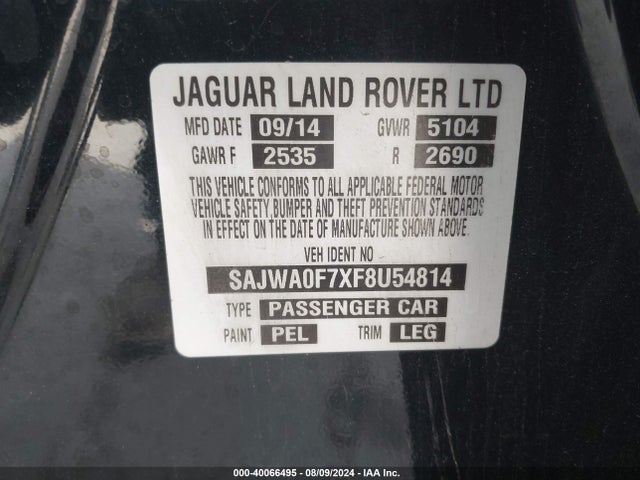 JAGUAR LAND ROVER LTD
MFD DATE 09/14 GVWR 5104
GAWR F 2535 R 2690
THIS VEHICLE CONFORMS TO ALL APPLICABLE FEDERAL MOTOR
VEHICLE SAFETY, BUMPER AND THEFT PREVENTION STANDARDS
IN EFFECT ON THE DATE OF MANUFACTURE SHOWN ABOVE.
VEH IDENT NO
SAJWA0F7XF8U54814
TYPE PASSENGER CAR
PAINT PEL TRIM LEG
000-40066495 - 08/09/2024 - IAA Inc.